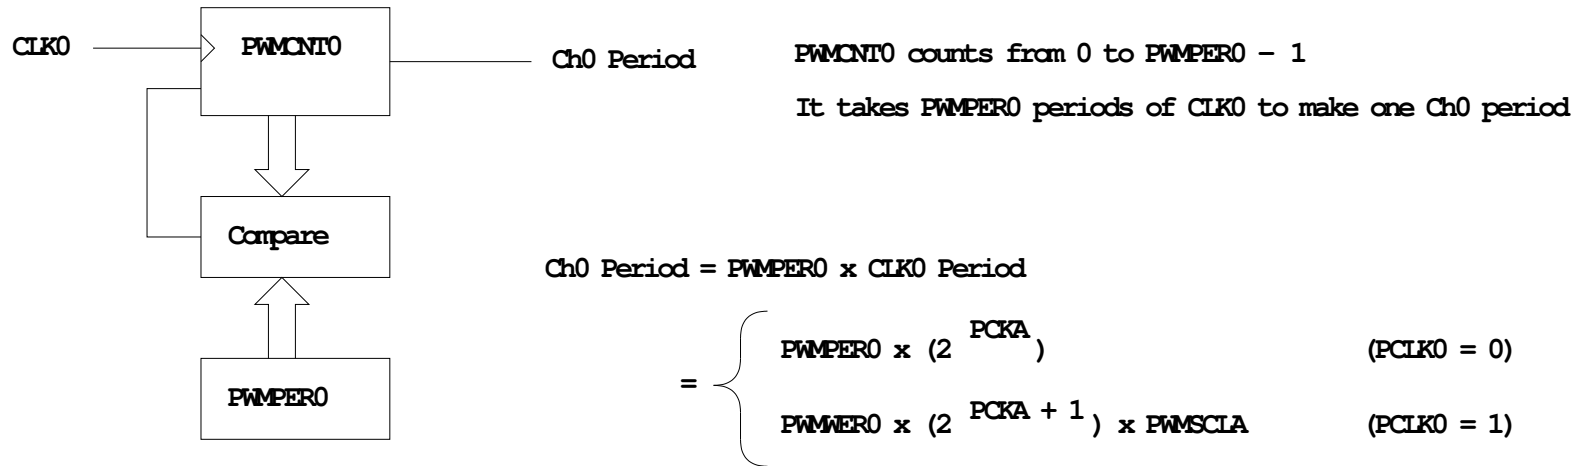 CLK0
PWMCNT0
Ch0 Period
PWMCNT0 counts from 0 to PWMPER0 − 1
It takes PWMPER0 periods of CLK0 to make one Ch0 period
Compare
Ch0 Period = PWMPER0 x CLK0 Period
= PWMPER0 x (2 PCKA ) (PCLK0 = 0)
PWMWER0 x (2 PCKA + 1 ) x PWMSCLA (PCLK0 = 1)
PWMPER0